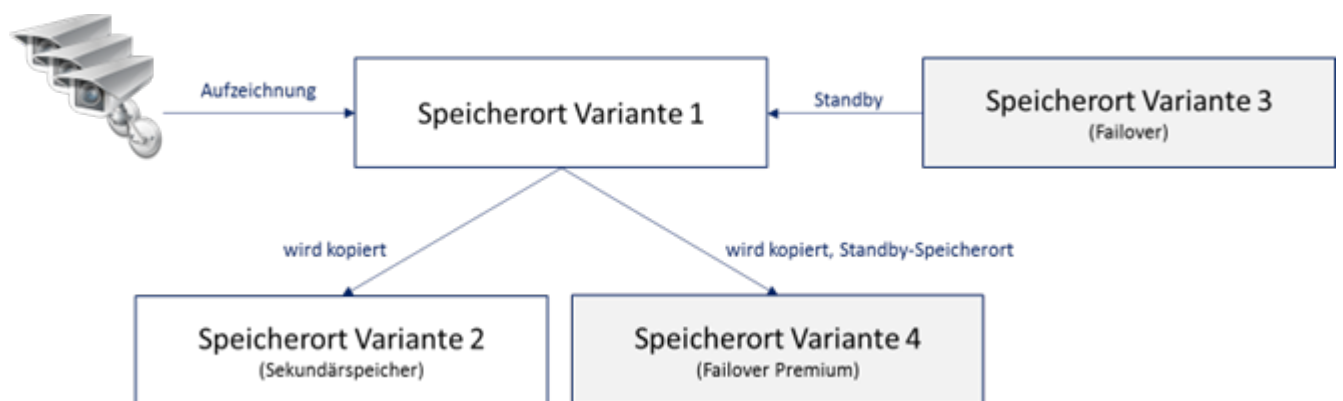 Aufzeichnung
Speicherort Variante 1
Standby
Speicherort Variante 3
(Failover)
wird kopiert
wird kopiert, Standby-Speicherort
Speicherort Variante 2
(Sekundärspeicher)
Speicherort Variante 4
(Failover Premium)